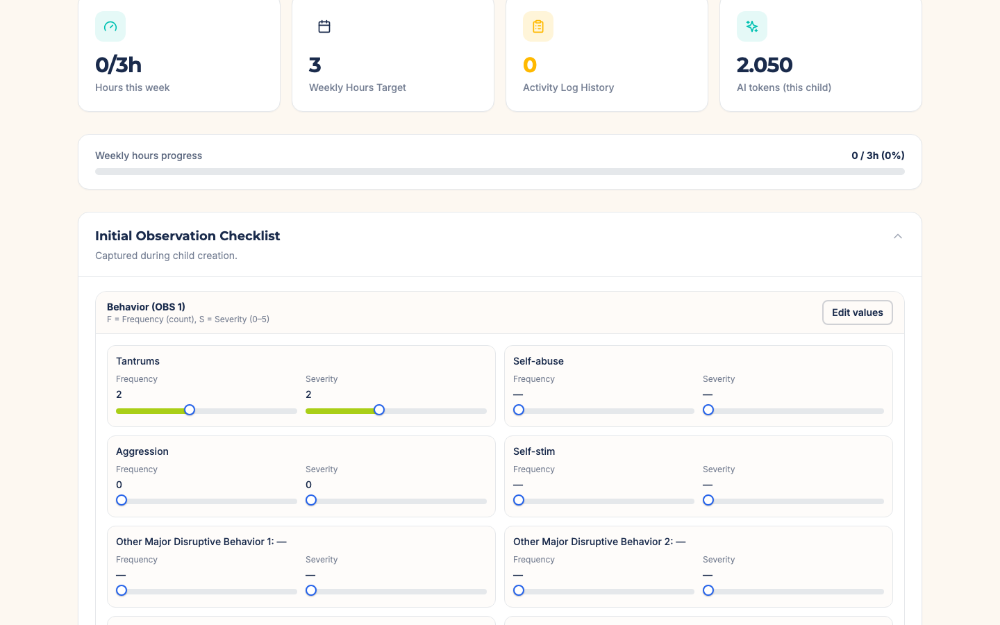 0/3h
Hours this week
3
Weekly Hours Target
0
Activity Log History
2.050
AI tokens (this child)
Weekly hours progress
0 / 3h (0%)
Initial Observation Checklist
Captured during child creation.
Behavior (OBS 1)
F = Frequency (count), S = Severity (0–5)
Edit values
Tantrums
Frequency
2
Severity
2
Self-abuse
Frequency
—
Severity
—
Aggression
Frequency
0
Severity
0
Self-stim
Frequency
—
Severity
—
Other Major Disruptive Behavior 1: —
Frequency
—
Severity
—
Other Major Disruptive Behavior 2: —
Frequency
—
Severity
—